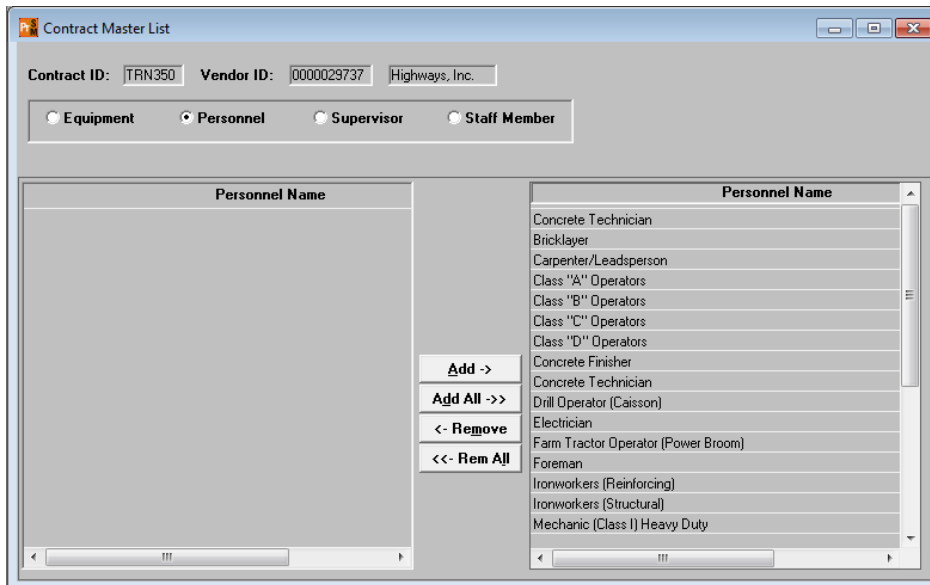 Contract Master List
Contract ID: TRN350 Vendor ID: 0000029737 Highways, Inc.
Equipment Personnel Supervisor Staff Member
Personnel Name
Add ->
Add All ->>
<- Remove
<<- Rem All
Personnel Name
Concrete Technician
Bricklayer
Carpenter/Leadsperson
Class "A" Operators
Class "B" Operators
Class "C" Operators
Class "D" Operators
Concrete Finisher
Concrete Technician
Drill Operator (Caisson)
Electrician
Farm Tractor Operator (Power Broom)
Foreman
Ironworkers (Reinforcing)
Ironworkers (Structural)
Mechanic (Class I) Heavy Duty